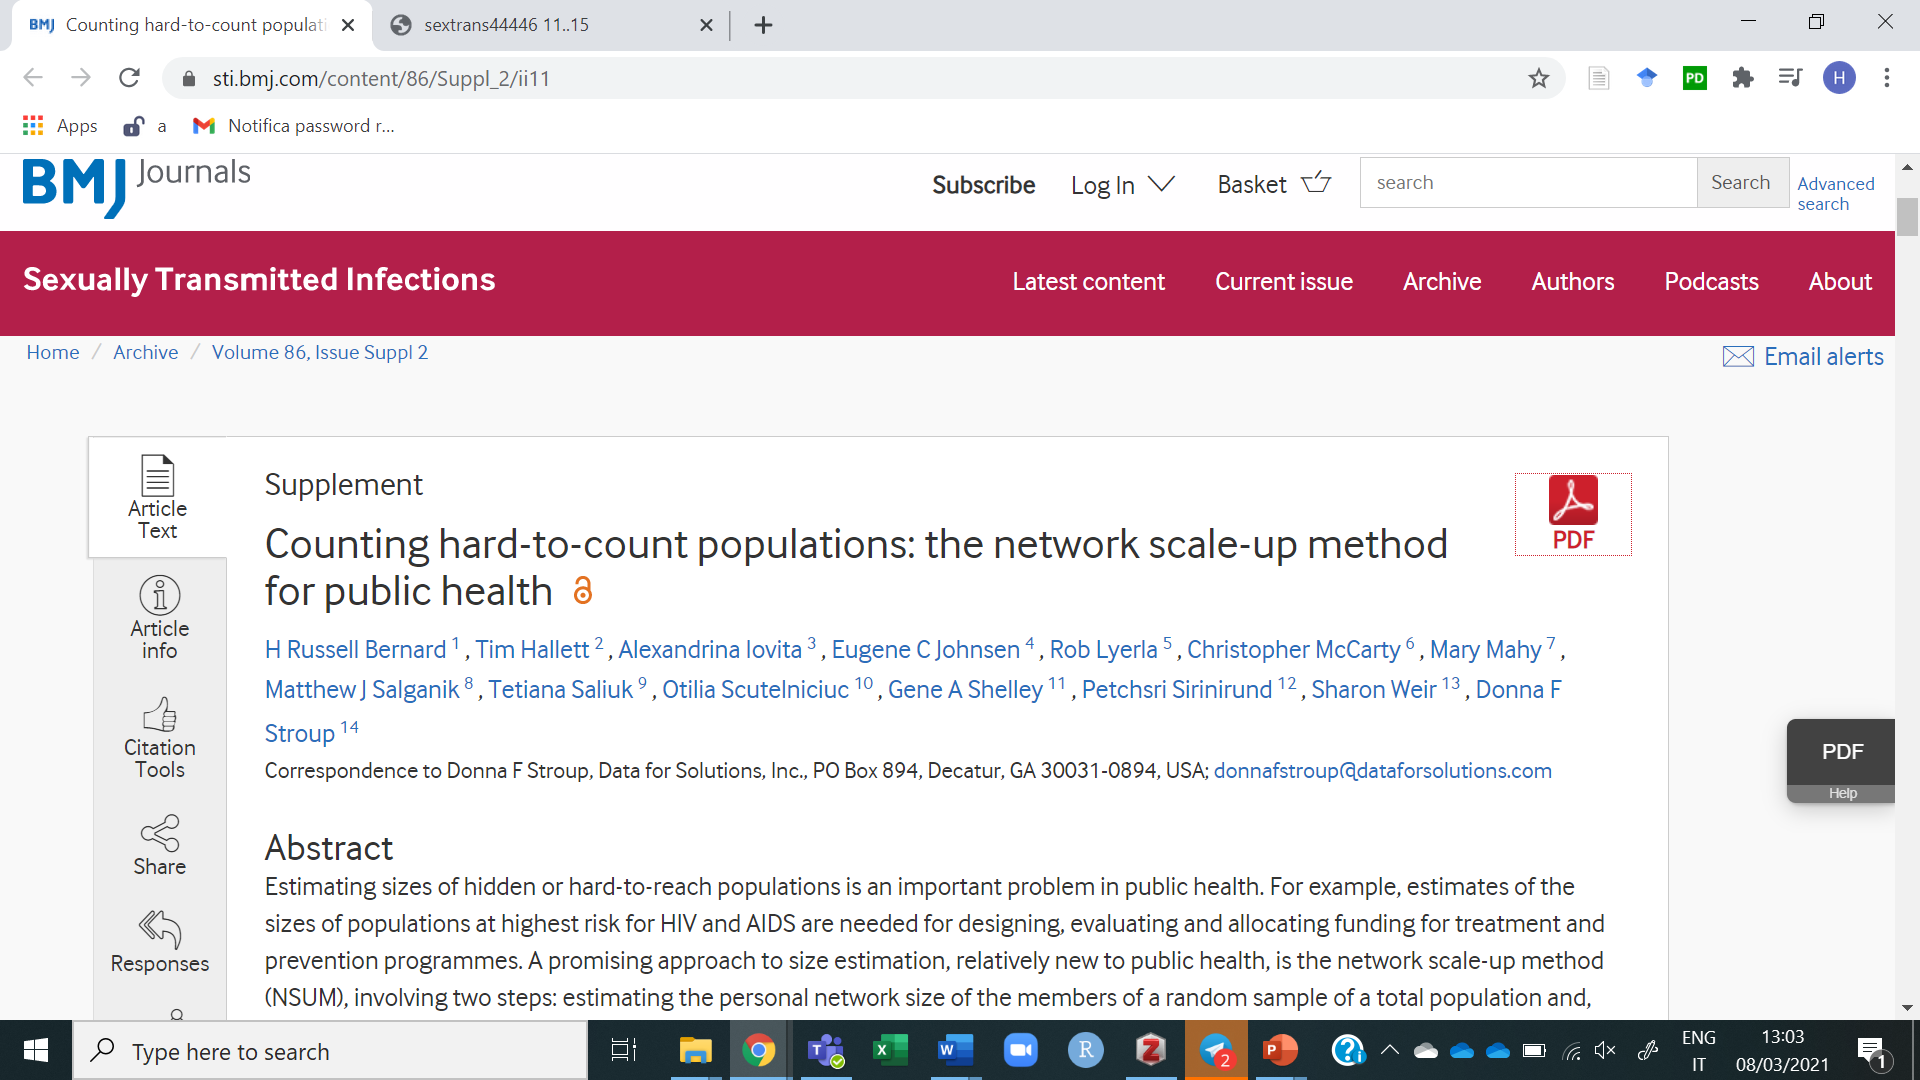 BMJ Counting hard-to-count populati
sextrans44446 11..15
sti.bmj.com/content/86/Suppl_2/ii11
PD
H
Apps
a
Notifica password r...
BMJ Journals
Subscribe
Log In
Basket
search
Search
Advanced
search
Sexually Transmitted Infections
Latest content
Current issue
Archive
Authors
Podcasts
About
Home / Archive / Volume 86, Issue Suppl 2
Email alerts
Article
Text
Article
info
Citation
Tools
Share
Responses
Supplement
PDF
Counting hard-to-count populations: the network scale-up method
for public health
H Russell Bernard 1 , Tim Hallett 2 , Alexandrina Iovita 3 , Eugene C Johnsen 4 , Rob Lyerla 5 , Christopher McCarty 6 , Mary Mahy 7 ,
Matthew J Salganik 8 , Tetiana Saliuk 9 , Otilia Scutelniciuc 10 , Gene A Shelley 11 , Petchsri Sirinirund 12 , Sharon Weir 13 , Donna F
Stroup 14
Correspondence to Donna F Stroup, Data for Solutions, Inc., PO Box 894, Decatur, GA 30031-0894, USA; donnafstroup@dataforsolutions.com
Abstract
Estimating sizes of hidden or hard-to-reach populations is an important problem in public health. For example, estimates of the
sizes of populations at highest risk for HIV and AIDS are needed for designing, evaluating and allocating funding for treatment and
prevention programmes. A promising approach to size estimation, relatively new to public health, is the network scale-up method
(NSUM), involving two steps: estimating the personal network size of the members of a random sample of a total population and,
PDF
Help
Type here to search
T
X
W
R
Z
2
P
ENG
IT
13:03
08/03/2021
1